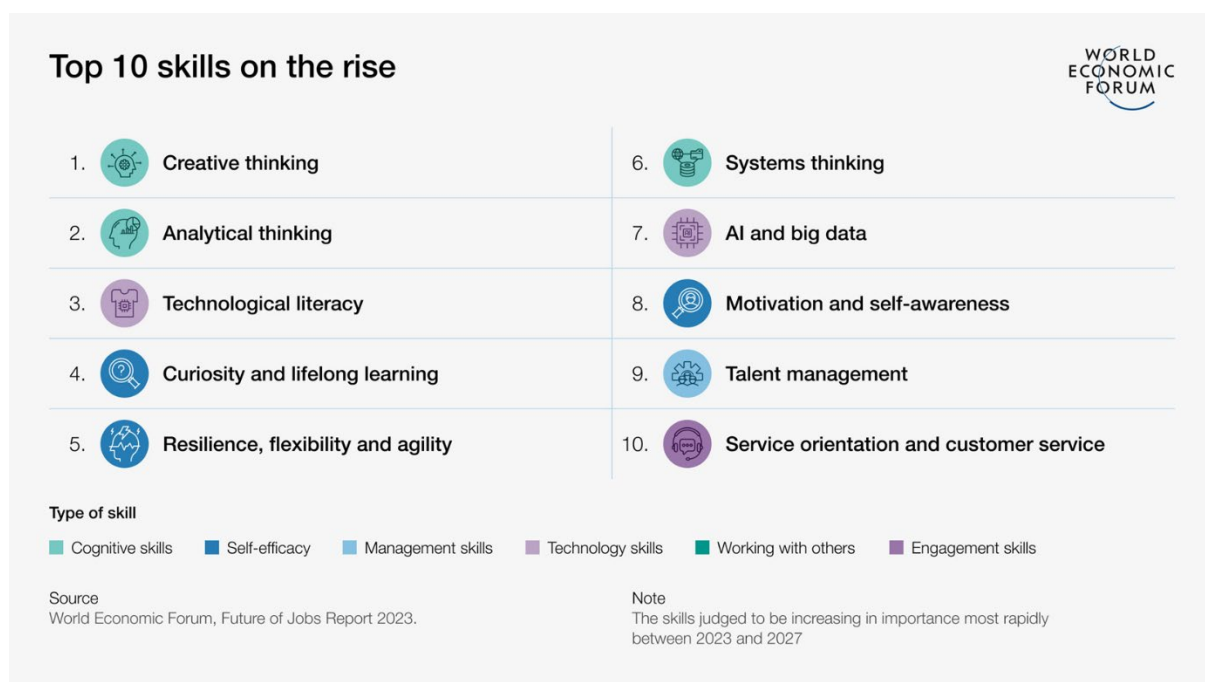 Top 10 skills on the rise
WORLD
ECONOMIC
FORUM
1. Creative thinking
2. Analytical thinking
3. Technological literacy
4. Curiosity and lifelong learning
5. Resilience, flexibility and agility
6. Systems thinking
7. AI and big data
8. Motivation and self-awareness
9. Talent management
10. Service orientation and customer service
Type of skill
Cognitive skills Self-efficacy Management skills Technology skills Working with others Engagement skills
Source
World Economic Forum, Future of Jobs Report 2023.
Note
The skills judged to be increasing in importance most rapidly
between 2023 and 2027